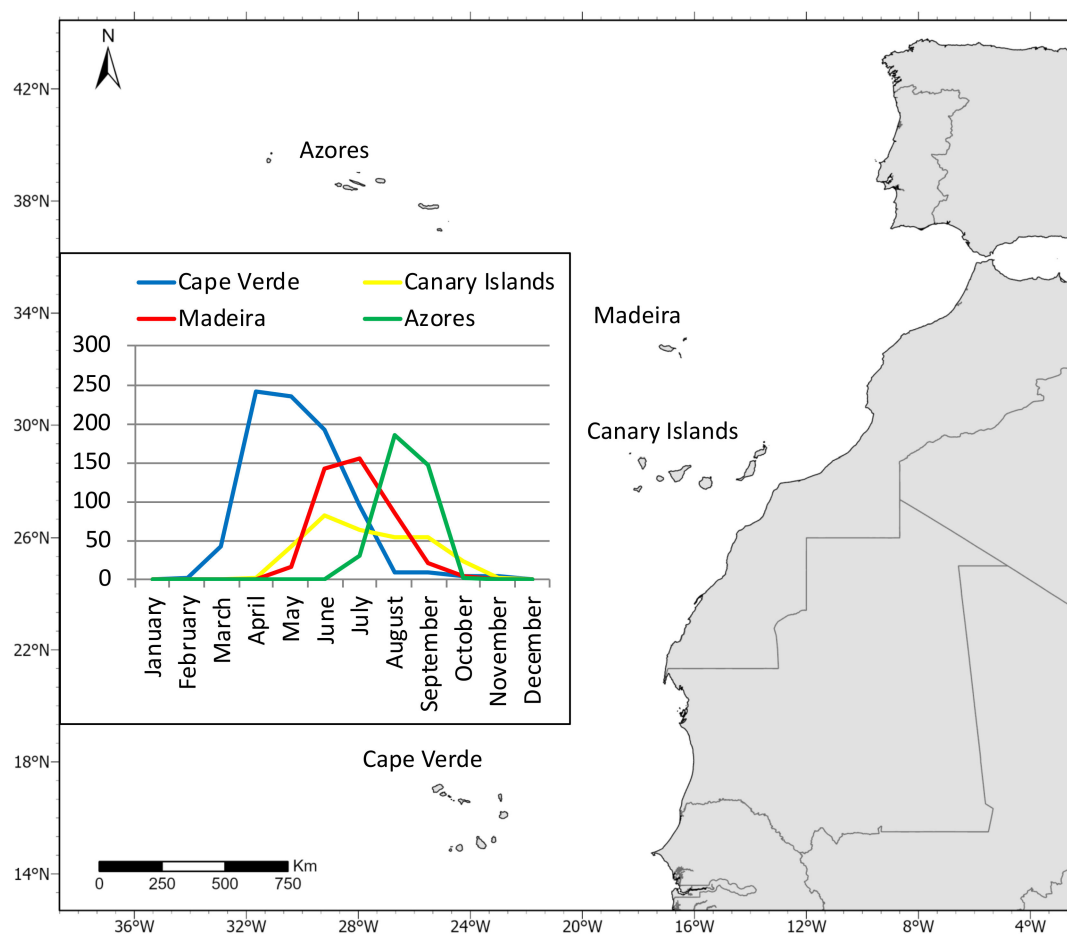 N
42°N
Azores
38°N
Cape Verde
Canary Islands
Madeira
Azores
34°N
Madeira
300
250
200
150
100
50
0
30°N
Canary Islands
26°N
January
February
March
April
May
June
July
August
September
October
November
December
22°N
18°N
Cape Verde
14°N
Km
0 250 500 750
36°W 32°W 28°W 24°W 20°W 16°W 12°W 8°W 4°W